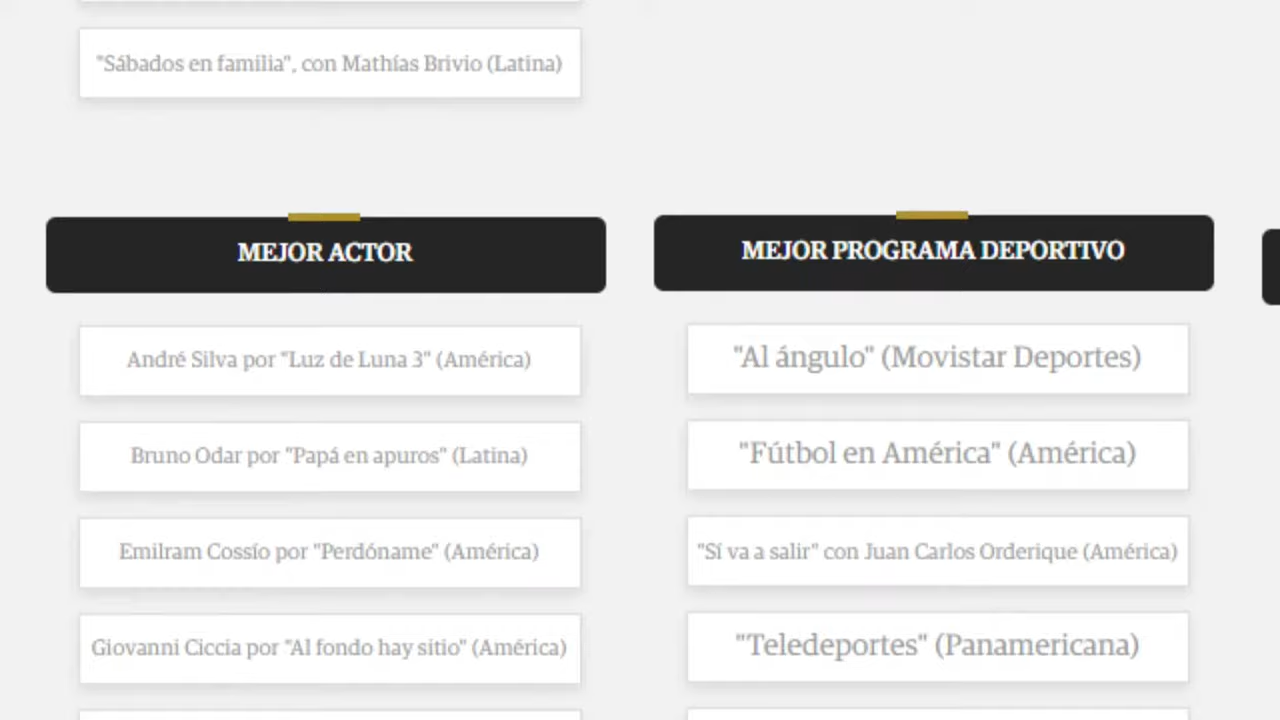 "Sábados en familia", con Mathías Brivio (Latina)
MEJOR ACTOR
André Silva por "Luz de Luna 3" (América)
Bruno Odar por "Papá en apuros" (Latina)
Emilram Cossío por "Perdóname" (América)
Giovanni Ciccia por "Al fondo hay sitio" (América)
MEJOR PROGRAMA DEPORTIVO
"Al ángulo" (Movistar Deportes)
"Fútbol en América" (América)
"Sí va a salir" con Juan Carlos Orderique (América)
"Teledeportes" (Panamericana)